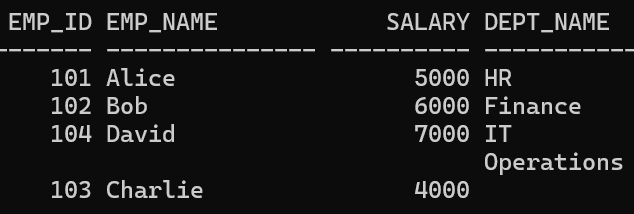 EMP_ID EMP_NAME SALARY DEPT_NAME
------- --------------- ---------- -----------
101 Alice 5000 HR
102 Bob 6000 Finance
104 David 7000 IT
Operations
103 Charlie 4000